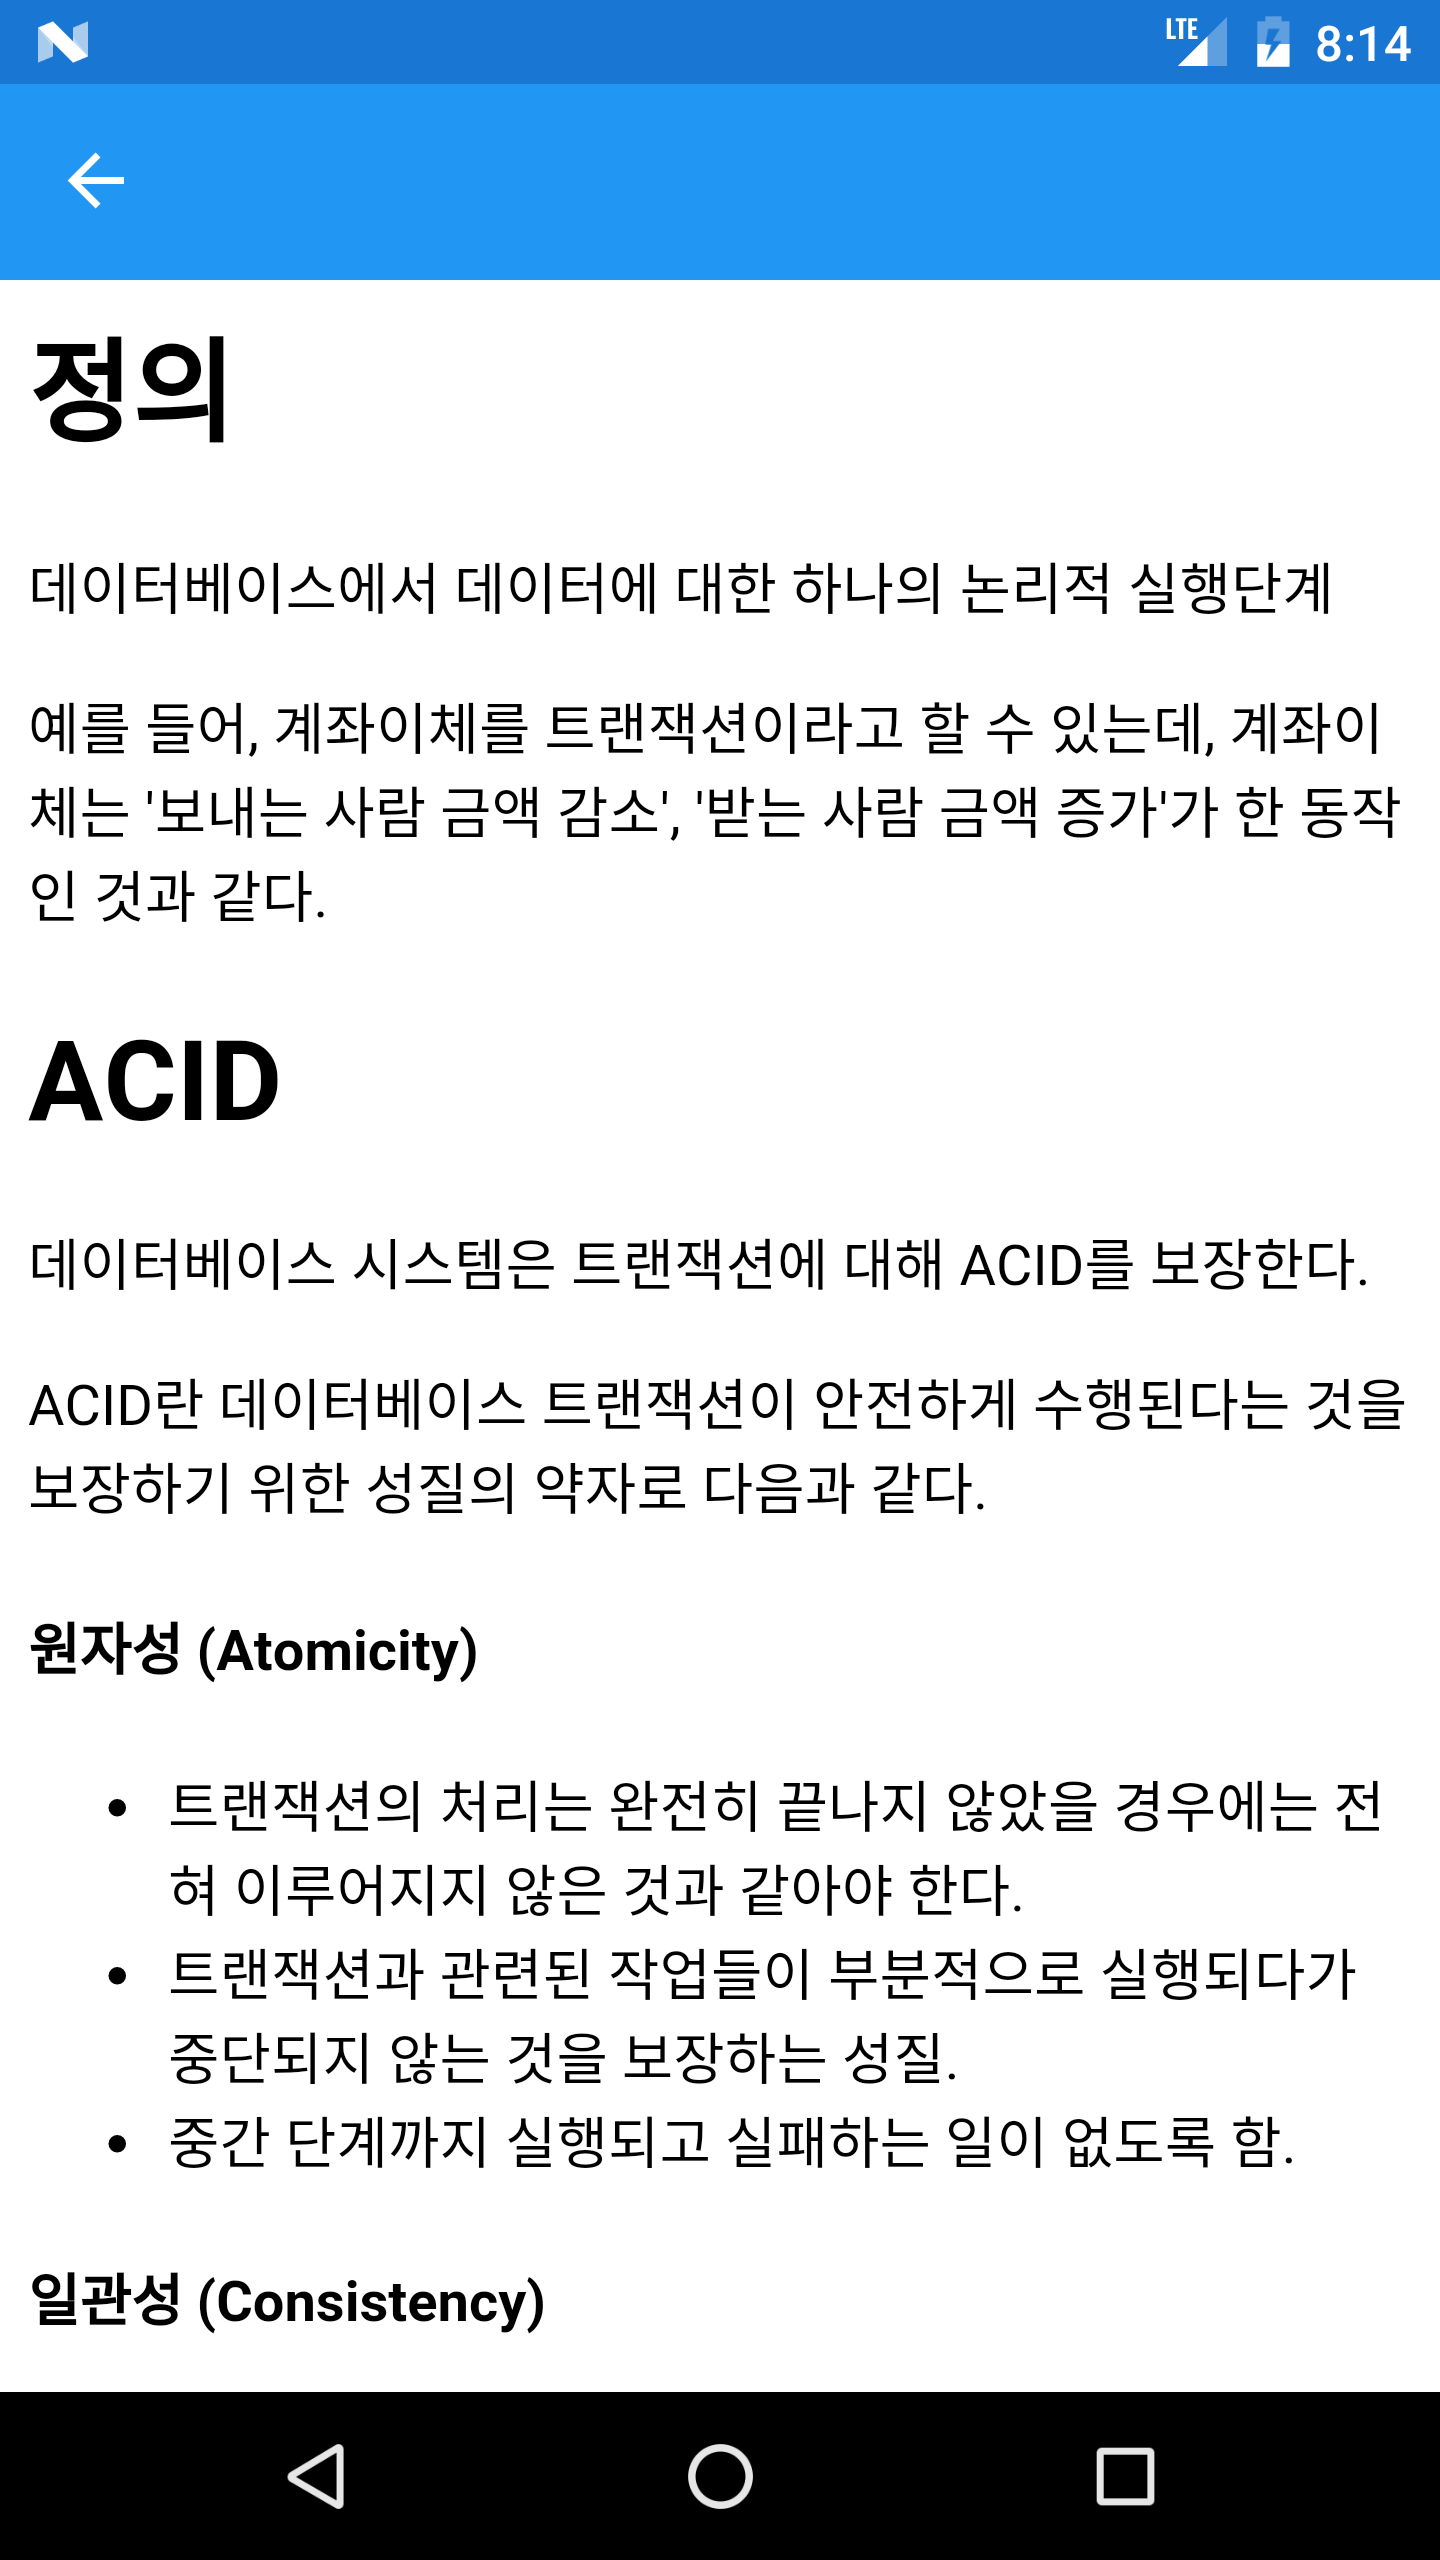 LTE 8:14
정의
데이터베이스에서 데이터에 대한 하나의 논리적 실행단계
예를 들어, 계좌이체를 트랜잭션이라고 할 수 있는데, 계좌이
체는 '보내는 사람 금액 감소', '받는 사람 금액 증가'가 한 동작
인 것과 같다.
ACID
데이터베이스 시스템은 트랜잭션에 대해 ACID를 보장한다.
ACID란 데이터베이스 트랜잭션이 안전하게 수행된다는 것을
보장하기 위한 성질의 약자로 다음과 같다.
원자성 (Atomicity)
• 트랜잭션의 처리는 완전히 끝나지 않았을 경우에는 전
혀 이루어지지 않은 것과 같아야 한다.
• 트랜잭션과 관련된 작업들이 부분적으로 실행되다가
중단되지 않는 것을 보장하는 성질.
• 중간 단계까지 실행되고 실패하는 일이 없도록 함.
일관성 (Consistency)